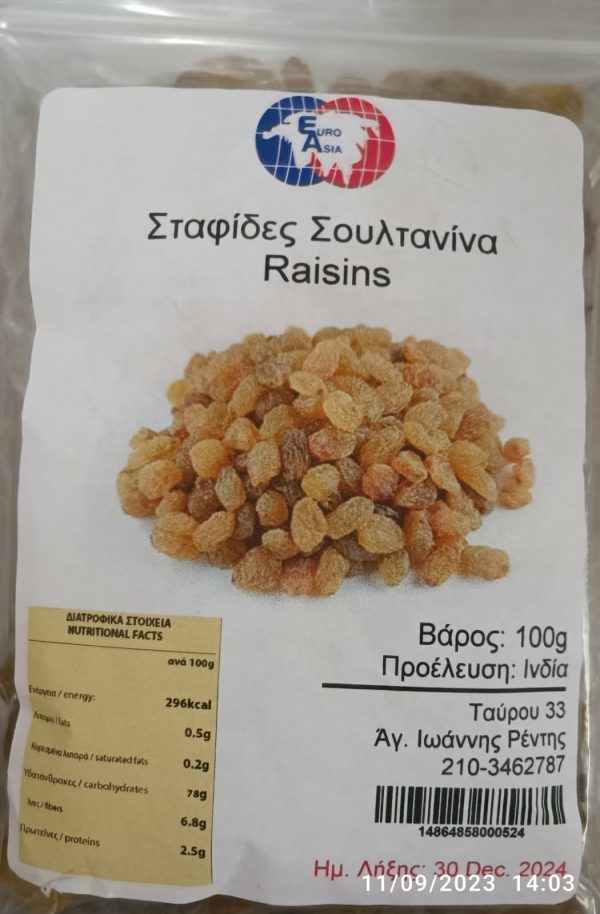 EURO
ASIA
Σταφίδες Σουλτανίνα
Raisins
ΔΙΑΤΡΟΦΙΚΑ ΣΤΟΙΧΕΙΑ
NUTRITIONAL FACTS
ανά 100g
Ενέργεια / energy: 296kcal
Λιπαρά / fats 0.5g
Κορεσμένα λιπαρά / saturated fats 0.2g
Υδατάνθρακες / carbohydrates 78g
Ίνες / fibers 6.8g
Πρωτεΐνες / proteins 2.5g
Βάρος: 100g
Προέλευση: Ινδία
Ταύρου 33
Άγ. Ιωάννης Ρέντης
210-3462787
14864858000524
Ημ. Λήξης: 30 Dec. 2024
11/09/2023 14:03